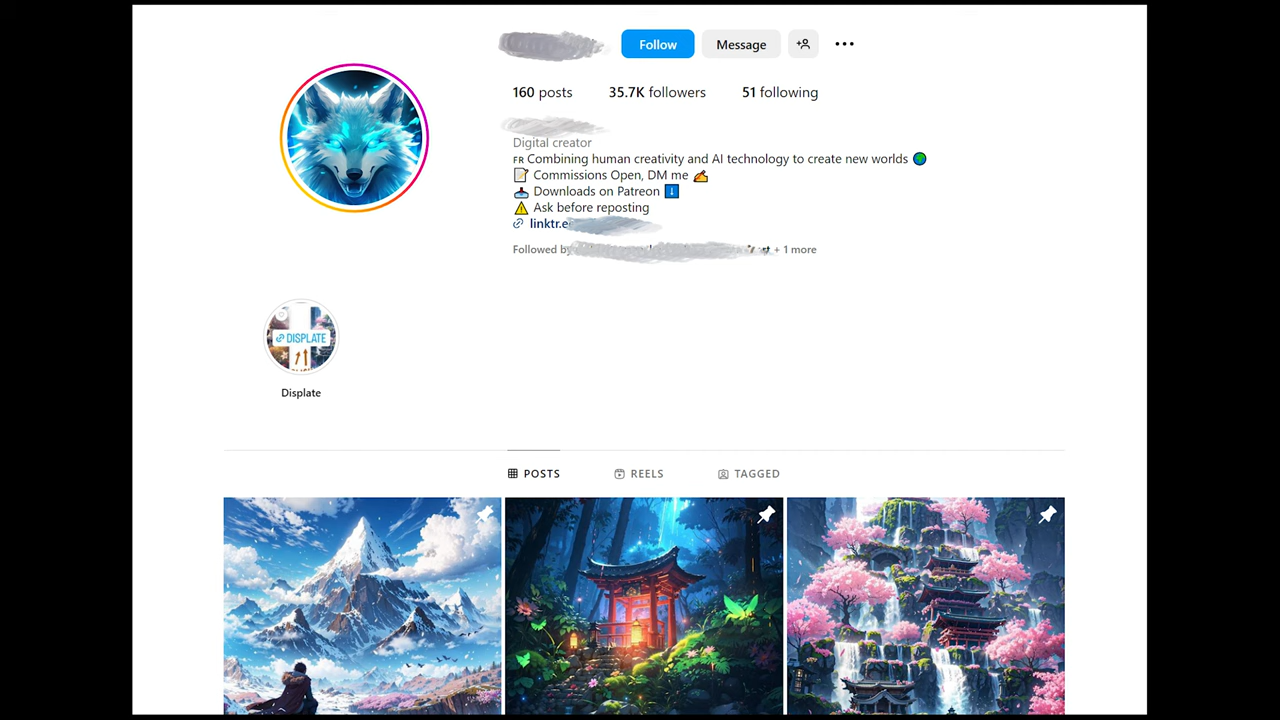 Follow Message
160 posts 35.7K followers 51 following
Digital creator
FR Combining human creativity and AI technology to create new worlds 🌍
📝 Commissions Open, DM me ✍️
📥 Downloads on Patreon ⬇️
⚠️ Ask before reposting
linktr.e
Followed by + 1 more
DISPLATE
Displate
POSTS REELS TAGGED